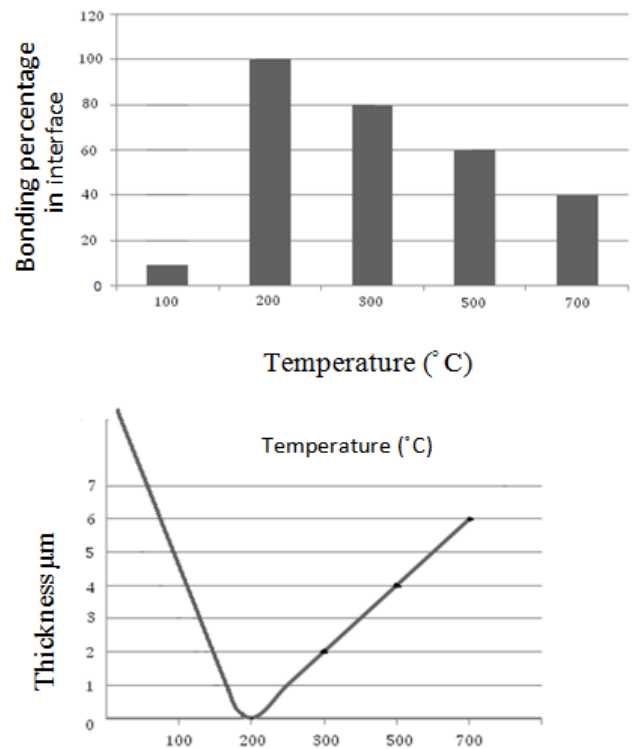 120
100
80
60
40
20
0
Bonding percentage
in interface
100 200 300 500 700
Temperature (˚ C)
Temperature (˚C)
7
6
5
4
3
2
1
0
Thickness µm
100 200 300 500 700